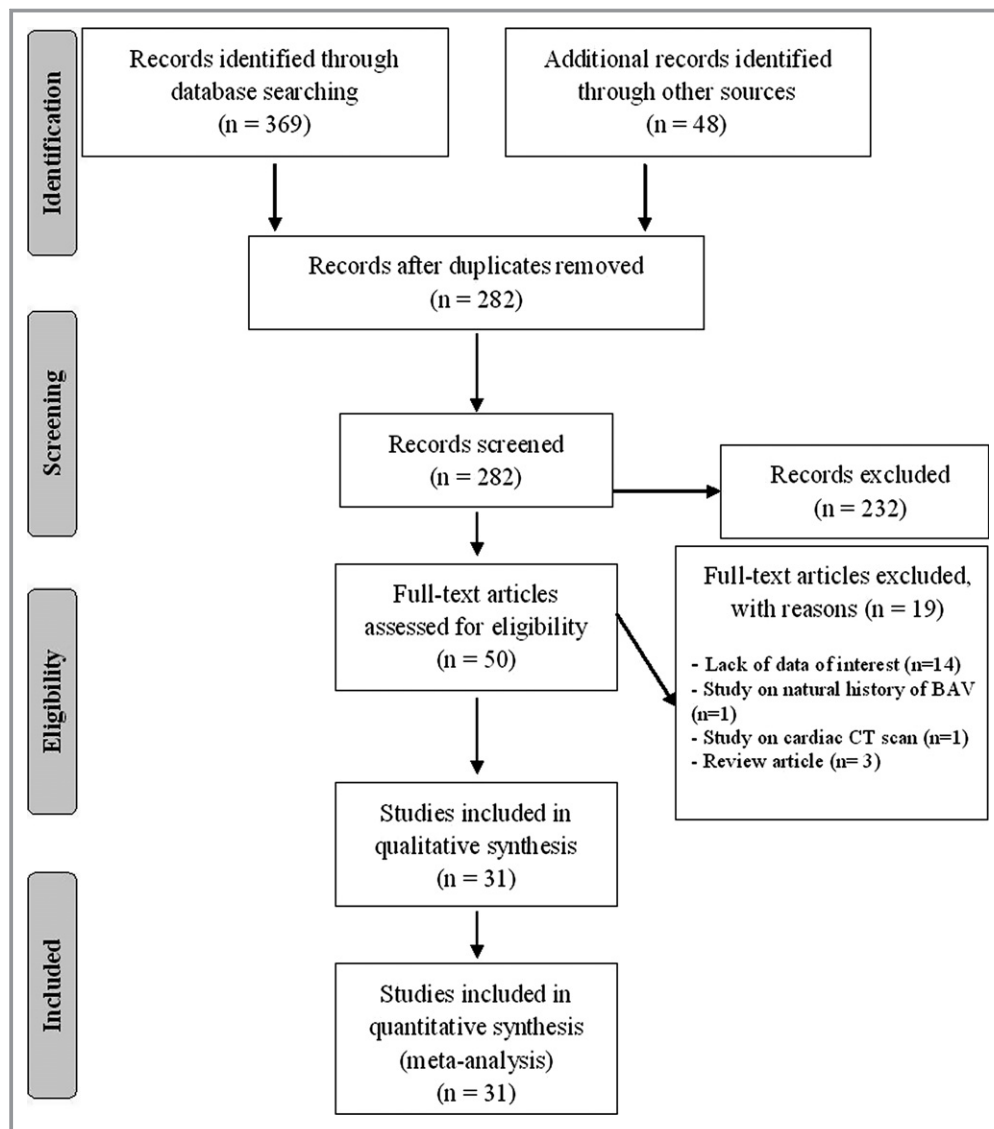 Identification
Records identified through
database searching
(n = 369)
Additional records identified
through other sources
(n = 48)
Records after duplicates removed
(n = 282)
Screening
Records screened
(n = 282)
Records excluded
(n = 232)
Eligibility
Full-text articles
assessed for eligibility
(n = 50)
Full-text articles excluded,
with reasons (n = 19)
- Lack of data of interest (n=14)
- Study on natural history of BAV
(n=1)
- Study on cardiac CT scan (n=1)
- Review article (n= 3)
Studies included in
qualitative synthesis
(n = 31)
Included
Studies included in
quantitative synthesis
(meta-analysis)
(n = 31)